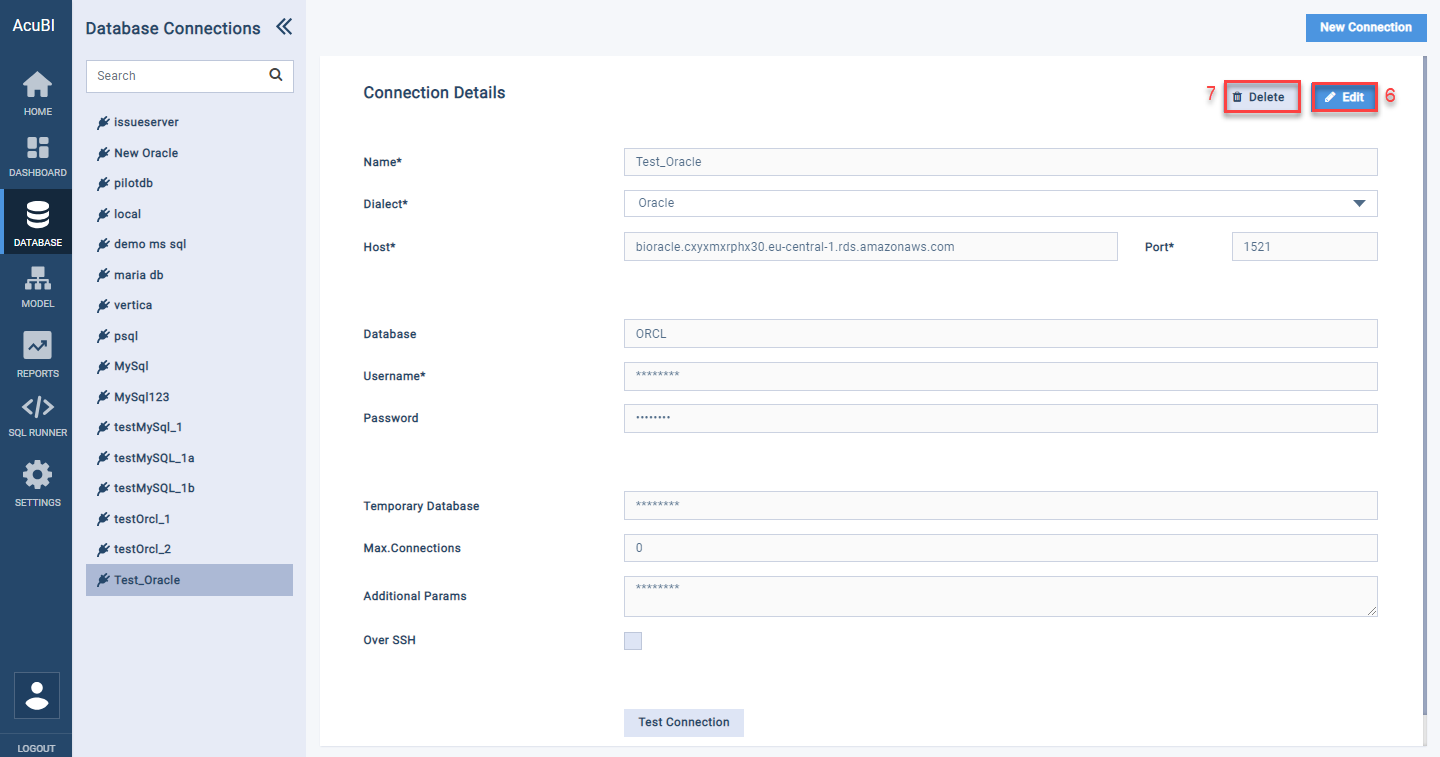 AcuBI
HOME
DASHBOARD
DATABASE
MODEL
REPORTS
SQL RUNNER
SETTINGS
LOGOUT
Database Connections
Search
issueserver
New Oracle
pilotdb
local
demo ms sql
maria db
vertica
psql
MySql
MySql123
testMySql_1
testMySQL_1a
testMySQL_1b
testOrcl_1
testOrcl_2
Test_Oracle
New Connection
Connection Details
7 Delete Edit 6
Name* Test_Oracle
Dialect* Oracle
Host* bioracle.cxyxmxrphx30.eu-central-1.rds.amazonaws.com Port* 1521
Database ORCL
Username* ********
Password ••••••••
Temporary Database ********
Max.Connections 0
Additional Params ********
Over SSH
Test Connection